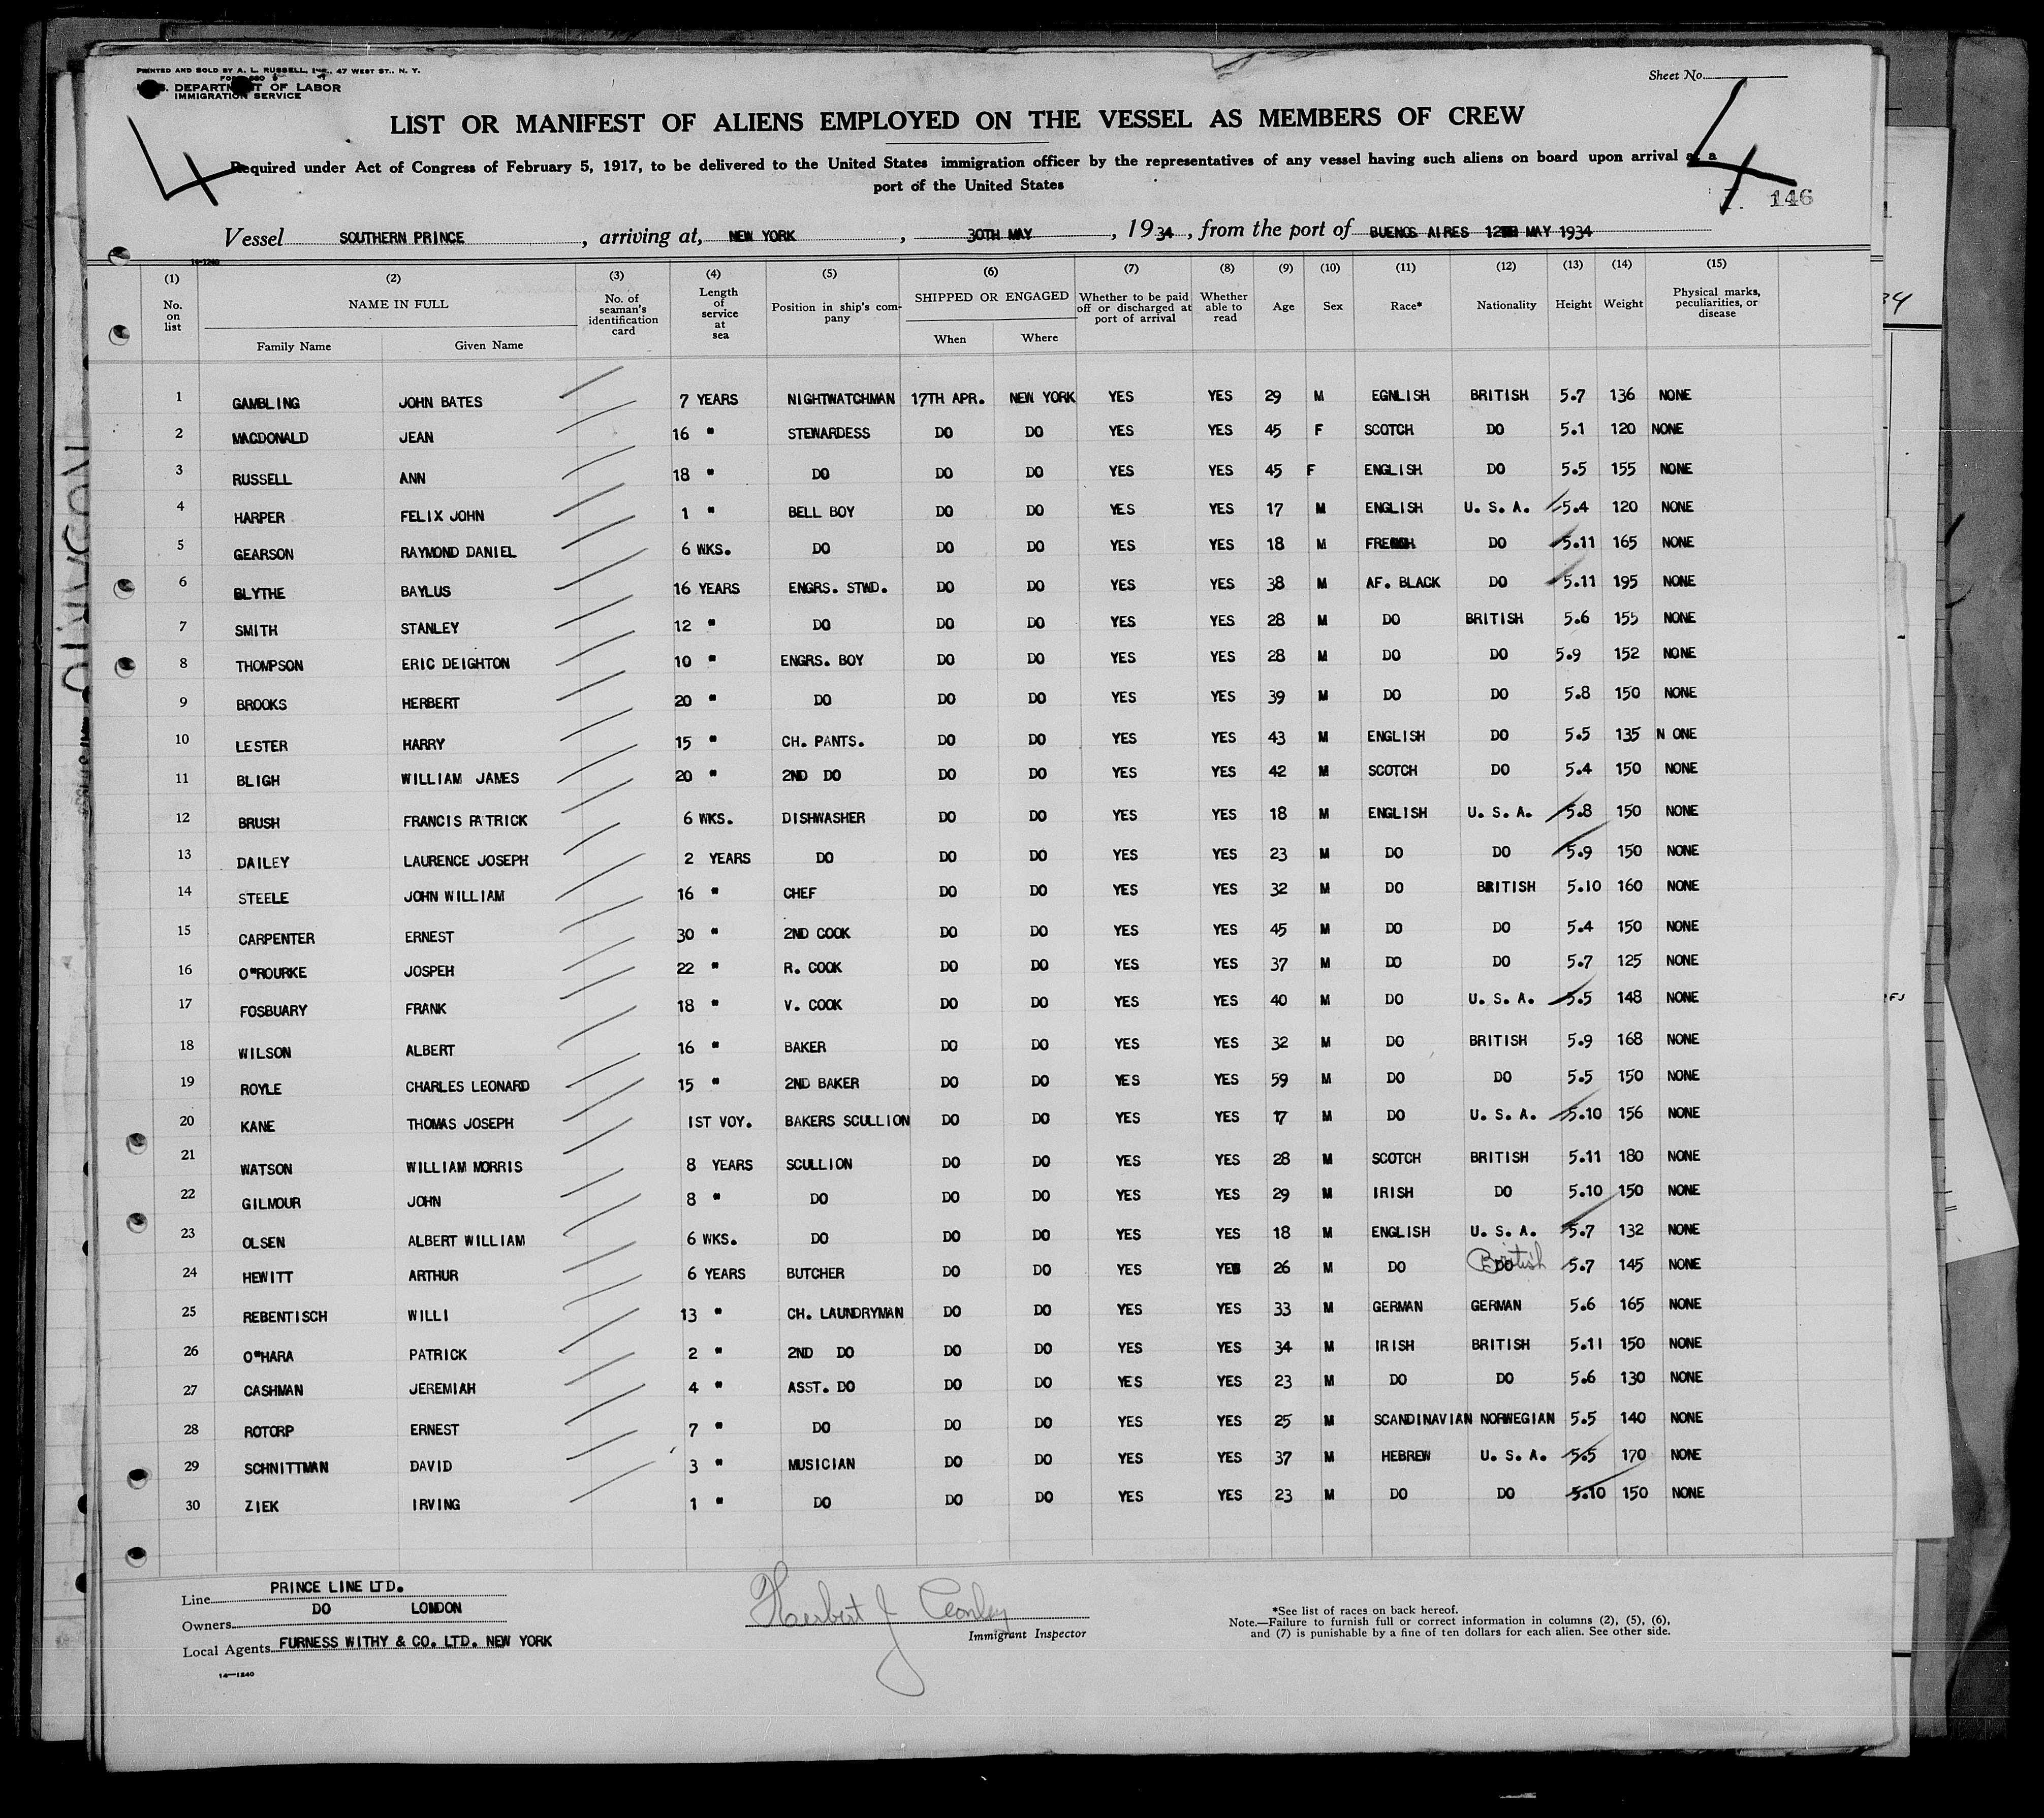 PRINTED AND SOLD BY A. L. RUSSELL, INC., 47 WEST ST., N. Y.
U. S. DEPARTMENT OF LABOR
IMMIGRATION SERVICE
Sheet No.
4 4
LIST OR MANIFEST OF ALIENS EMPLOYED ON THE VESSEL AS MEMBERS OF CREW
Required under Act of Congress of February 5, 1917, to be delivered to the United States immigration officer by the representatives of any vessel having such aliens on board upon arrival at a
port of the United States
146
Vessel SOUTHERN PRINCE, arriving at, NEW YORK, 30TH MAY, 1934, from the port of BUENOS AIRES 12TH MAY 1934
14-1240
(1) (2) (3) (4) (5) (6) (7) (8) (9) (10) (11) (12) (13) (14) (15)
No. on list NAME IN FULL Family Name Given Name No. of seaman's identification card Length of service at sea Position in ship's company SHIPPED OR ENGAGED When Where Whether to be paid off or discharged at port of arrival Whether able to read Age Sex Race* Nationality Height Weight Physical marks, peculiarities, or disease
1 GAMBLING JOHN BATES 7 YEARS NIGHTWATCHMAN 17TH APR. NEW YORK YES YES 29 M EGNLISH BRITISH 5.7 136 NONE
2 MACDONALD JEAN 16 " STEWARDESS DO DO YES YES 45 F SCOTCH DO 5.1 120 NONE
3 RUSSELL ANN 18 " DO DO DO YES YES 45 F ENGLISH DO 5.5 155 NONE
4 HARPER FELIX JOHN 1 " BELL BOY DO DO YES YES 17 M ENGLISH U. S. A. 5.4 120 NONE
5 GEARSON RAYMOND DANIEL 6 WKS. DO DO DO YES YES 18 M FRENCH DO 5.11 165 NONE
6 BLYTHE BAYLUS 16 YEARS ENGRS. STWD. DO DO YES YES 38 M AF. BLACK DO 5.11 195 NONE
7 SMITH STANLEY 12 " DO DO DO YES YES 28 M DO BRITISH 5.6 155 NONE
8 THOMPSON ERIC DEIGHTON 10 " ENGRS. BOY DO DO YES YES 28 M DO DO 5.9 152 NONE
9 BROOKS HERBERT 20 " DO DO DO YES YES 39 M DO DO 5.8 150 NONE
10 LESTER HARRY 15 " CH. PANTS. DO DO YES YES 43 M ENGLISH DO 5.5 135 N ONE
11 BLIGH WILLIAM JAMES 20 " 2ND DO DO DO YES YES 42 M SCOTCH DO 5.4 150 NONE
12 BRUSH FRANCIS PATRICK 6 WKS. DISHWASHER DO DO YES YES 18 M ENGLISH U. S. A. 5.8 150 NONE
13 DAILEY LAURENCE JOSEPH 2 YEARS DO DO DO YES YES 23 M DO DO 5.9 150 NONE
14 STEELE JOHN WILLIAM 16 " CHEF DO DO YES YES 32 M DO BRITISH 5.10 160 NONE
15 CARPENTER ERNEST 30 " 2ND COOK DO DO YES YES 45 M DO DO 5.4 150 NONE
16 O"ROURKE JOSPEH 22 " R. COOK DO DO YES YES 37 M DO DO 5.7 125 NONE
17 FOSBUARY FRANK 18 " V. COOK DO DO YES YES 40 M DO U. S. A. 5.5 148 NONE
18 WILSON ALBERT 16 " BAKER DO DO YES YES 32 M DO BRITISH 5.9 168 NONE
19 ROYLE CHARLES LEONARD 15 " 2ND BAKER DO DO YES YES 59 M DO DO 5.5 150 NONE
20 KANE THOMAS JOSEPH 1ST VOY. BAKERS SCULLION DO DO YES YES 17 M DO U. S. A. 5.10 156 NONE
21 WATSON WILLIAM MORRIS 8 YEARS SCULLION DO DO YES YES 28 M SCOTCH BRITISH 5.11 180 NONE
22 GILMOUR JOHN 8 " DO DO DO YES YES 29 M IRISH DO 5.10 150 NONE
23 OLSEN ALBERT WILLIAM 6 WKS. DO DO DO YES YES 18 M ENGLISH U. S. A. 5.7 132 NONE
24 HEWITT ARTHUR 6 YEARS BUTCHER DO DO YES YES 26 M DO DO British 5.7 145 NONE
25 REBENTISCH WILLI 13 " CH. LAUNDRYMAN DO DO YES YES 33 M GERMAN GERMAN 5.6 165 NONE
26 O"HARA PATRICK 2 " 2ND DO DO DO YES YES 34 M IRISH BRITISH 5.11 150 NONE
27 CASHMAN JEREMIAH 4 " ASST. DO DO DO YES YES 23 M DO DO 5.6 130 NONE
28 ROTORP ERNEST 7 " DO DO DO YES YES 25 M SCANDINAVIAN NORWEGIAN 5.5 140 NONE
29 SCHNITTMAN DAVID 3 " MUSICIAN DO DO YES YES 37 M HEBREW U. S. A. 5.5 170 NONE
30 ZIEK IRVING 1 " DO DO DO YES YES 23 M DO DO 5.10 150 NONE
Line PRINCE LINE LTD.
Owners DO LONDON
Local Agents FURNESS WITHY & CO. LTD. NEW YORK
14-1240
Herbert J
Immigrant Inspector
*See list of races on back hereof.
Note.—Failure to furnish full or correct information in columns (2), (5), (6),
and (7) is punishable by a fine of ten dollars for each alien. See other side.